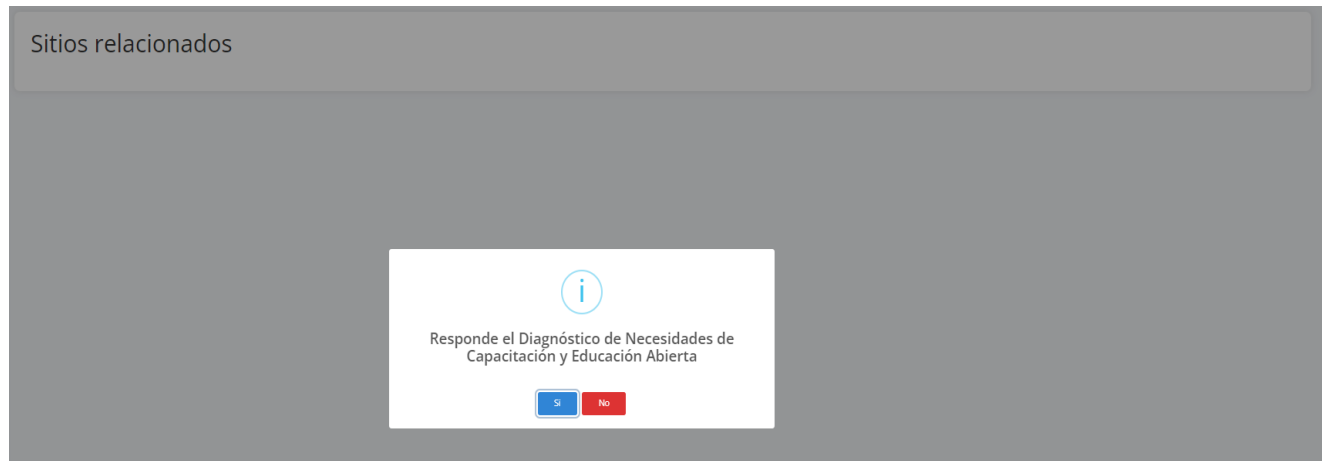 Sitios relacionados
i
Responde el Diagnóstico de Necesidades de
Capacitación y Educación Abierta
Si No